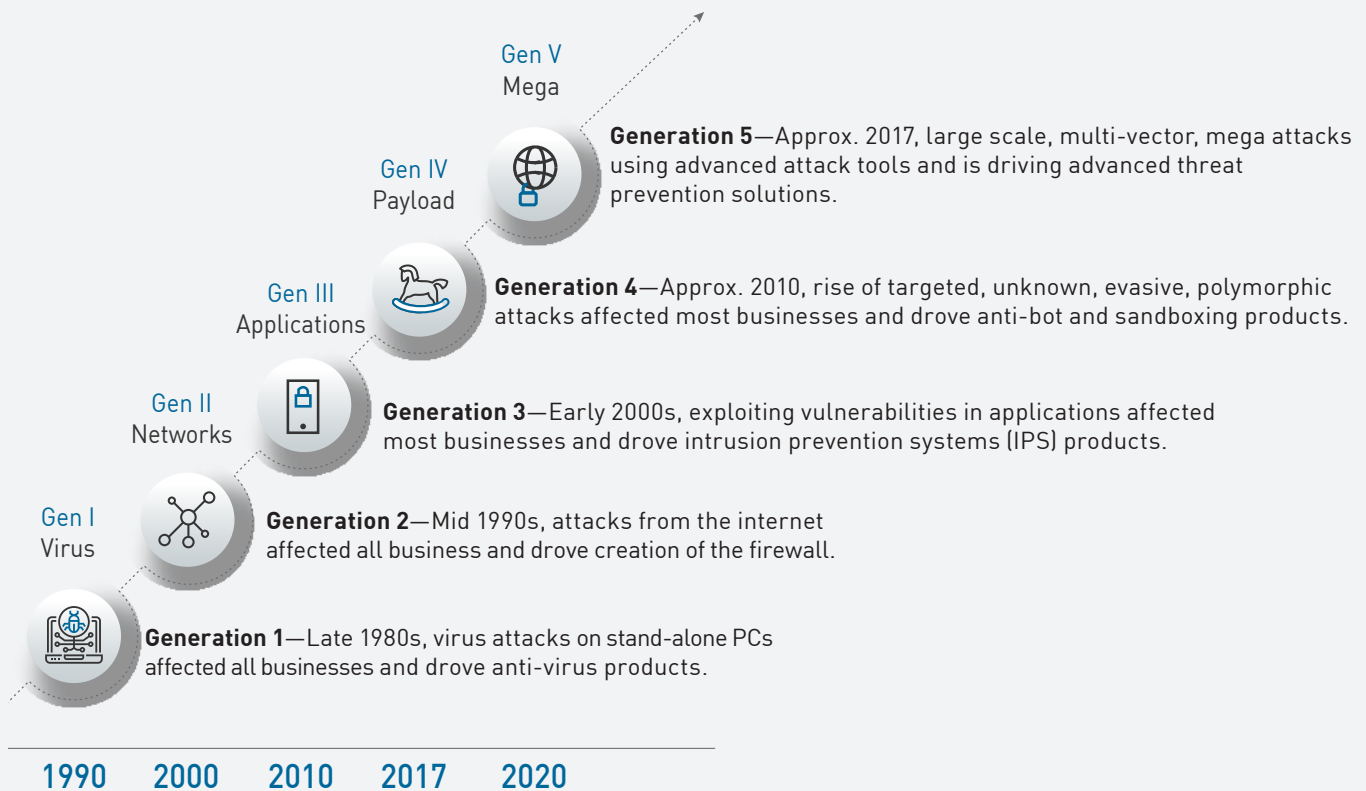 Gen V
Mega
Generation 5—Approx. 2017, large scale, multi-vector, mega attacks
using advanced attack tools and is driving advanced threat
prevention solutions.
Gen IV
Payload
Generation 4—Approx. 2010, rise of targeted, unknown, evasive, polymorphic
attacks affected most businesses and drove anti-bot and sandboxing products.
Gen III
Applications
Generation 3—Early 2000s, exploiting vulnerabilities in applications affected
most businesses and drove intrusion prevention systems (IPS) products.
Gen II
Networks
Generation 2—Mid 1990s, attacks from the internet
affected all business and drove creation of the firewall.
Gen I
Virus
Generation 1—Late 1980s, virus attacks on stand-alone PCs
affected all businesses and drove anti-virus products.
1990 2000 2010 2017 2020